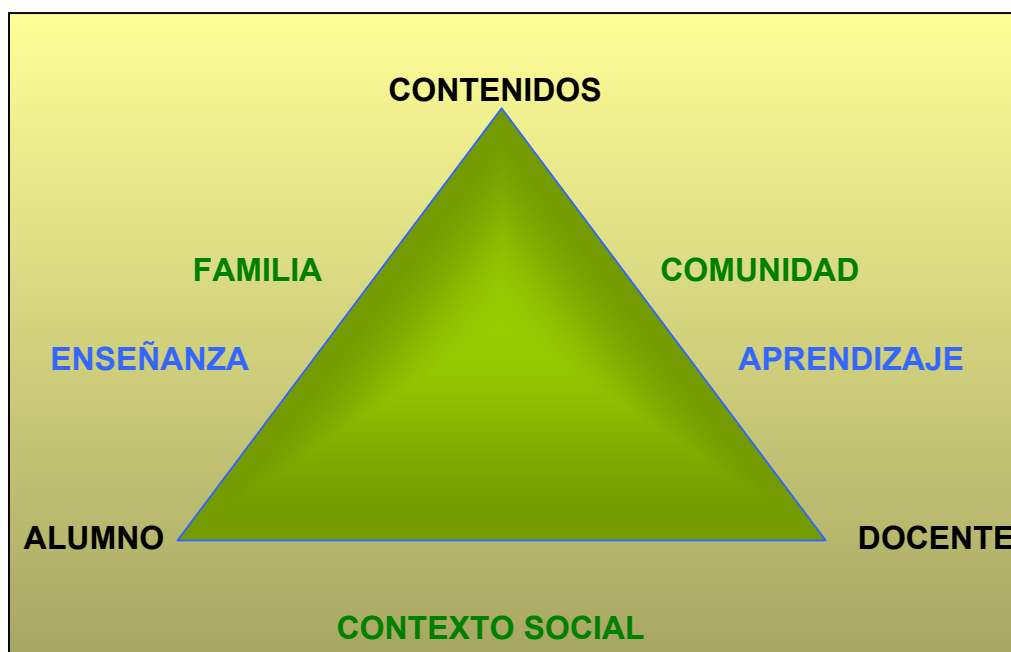 CONTENIDOS
FAMILIA
COMUNIDAD
ENSEÑANZA
APRENDIZAJE
ALUMNO
DOCENTE
CONTEXTO SOCIAL